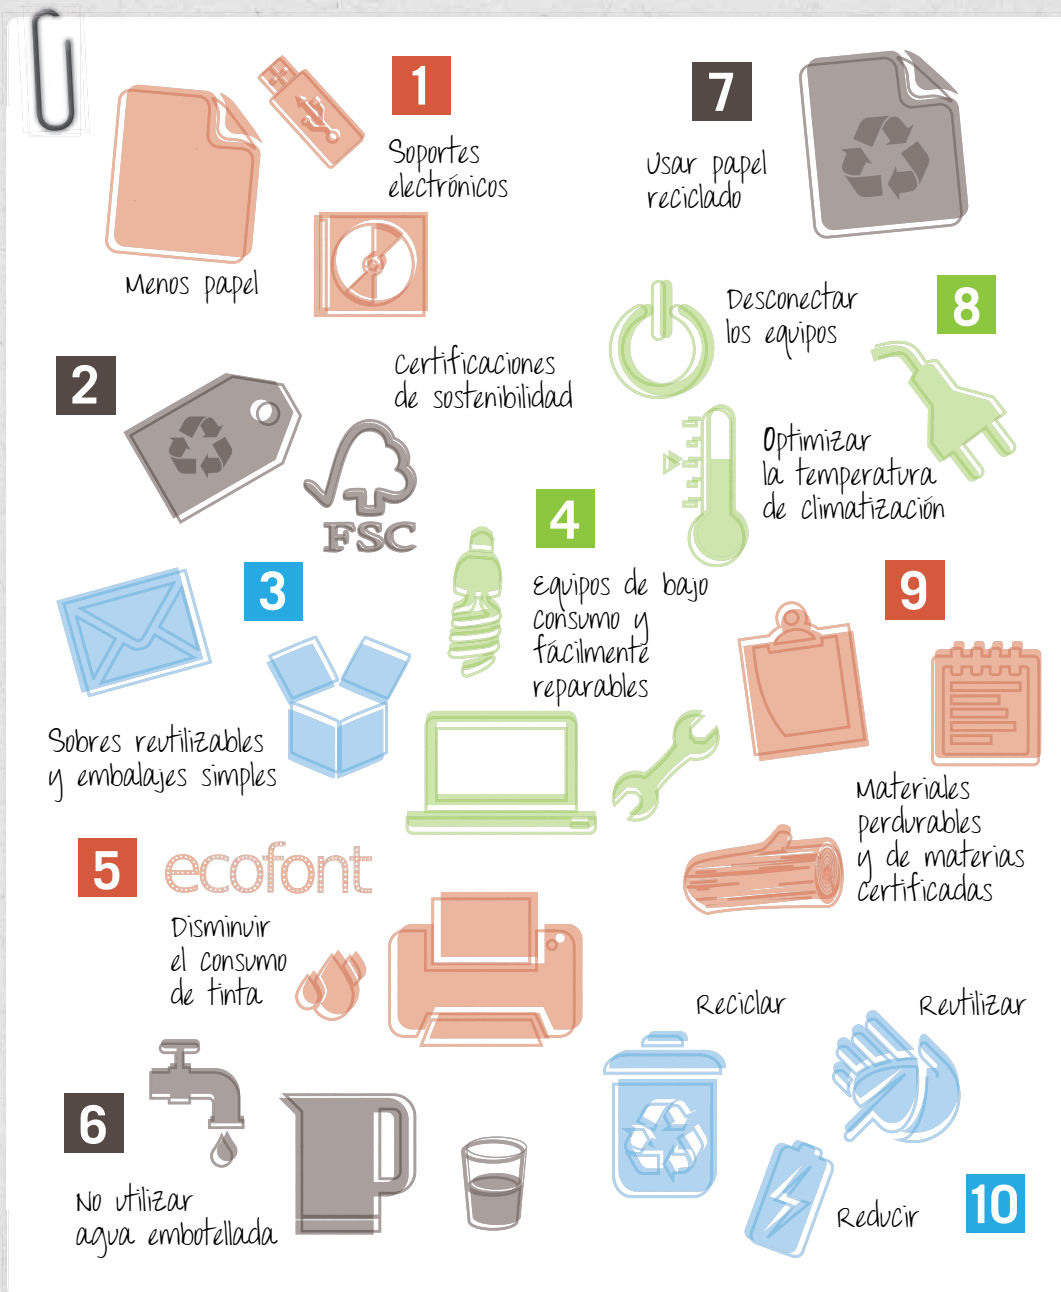 1
Soportes
electrónicos
Menos papel
2
Certificaciones
de sostenibilidad
FSC
3
Sobres reutilizables
y embalajes simples
4
Equipos de bajo
consumo y
fácilmente
reparables
5
ecofont
Disminuir
el consumo
de tinta
6
No utilizar
agua embotellada
7
Usar papel
reciclado
8
Desconectar
los equipos
Optimizar
la temperatura
de climatización
9
Materiales
perdurables
y de materias
certificadas
Reciclar
Reutilizar
Reducir
10